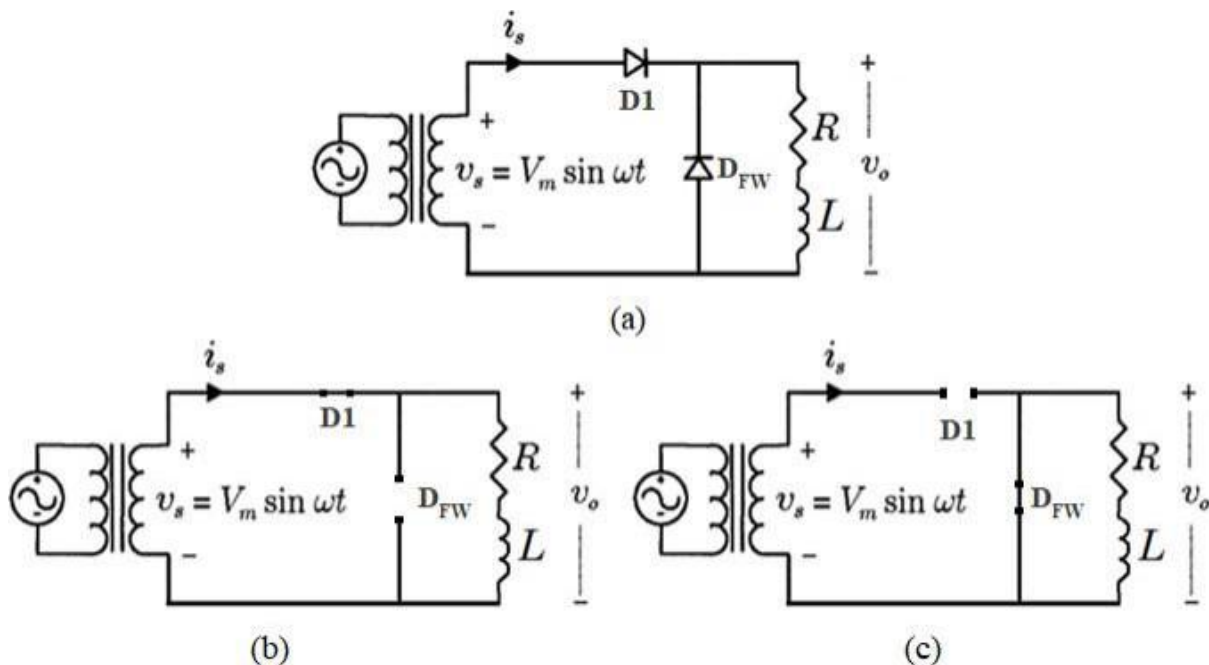 i_s
D1
+
+
v_s = V_m sin ωt
D_FW
R
v_o
L
−
−
(a)
i_s
i_s
+
+
D1
D1
+
R
+
R
v_s = V_m sin ωt
D_FW
v_o
v_s = V_m sin ωt
D_FW
v_o
−
L
−
L
−
−
(b)
(c)